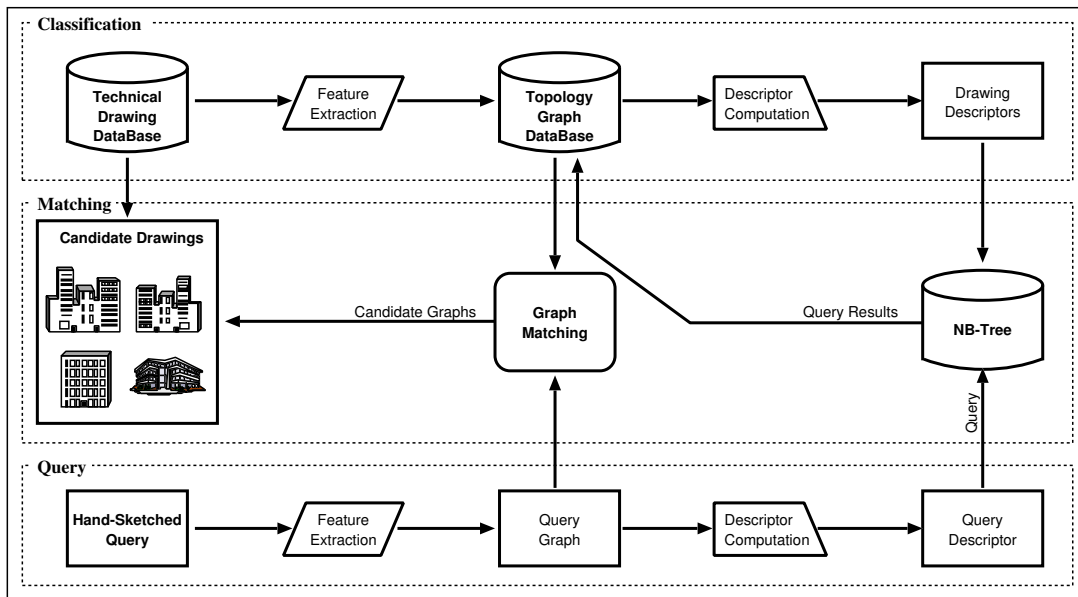 Classification
Technical
Drawing
DataBase
Feature
Extraction
Topology
Graph
DataBase
Descriptor
Computation
Drawing
Descriptors
Matching
Candidate Drawings
Candidate Graphs
Graph
Matching
Query Results
NB-Tree
Query
Query
Hand-Sketched
Query
Feature
Extraction
Query
Graph
Descriptor
Computation
Query
Descriptor